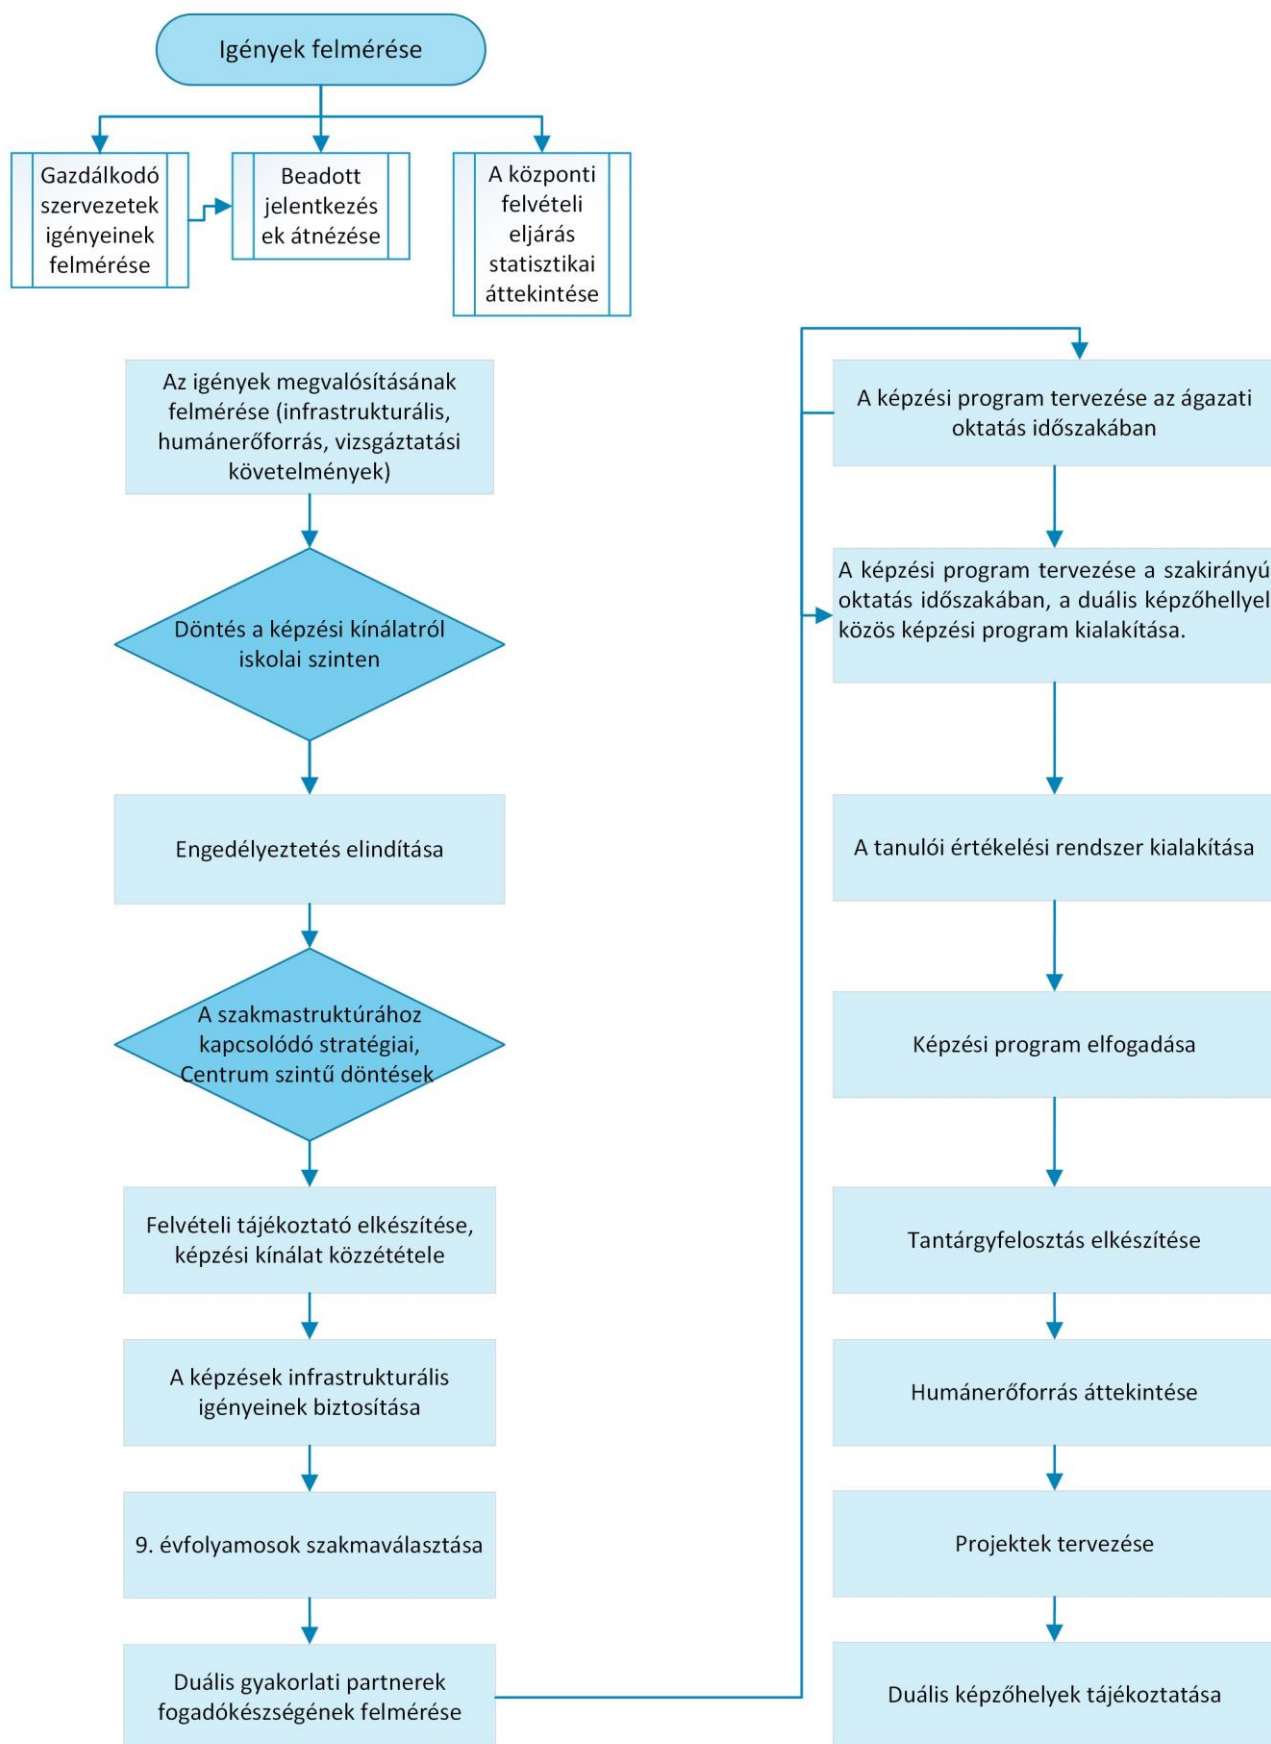 Igények felmérése
Gazdálkodó
szervezetek
igényeinek
felmérése
Beadott
jelentkezés
ek átnézése
A központi
felvételi
eljárás
statisztikai
áttekintése
Az igények megvalósításának
felmérése (infrastrukturális,
humánerőforrás, vizsgáztatási
követelmények)
Döntés a képzési kínálatról
iskolai szinten
Engedélyeztetés elindítása
A szakmastruktúrához
kapcsolódó stratégiai,
Centrum szintű döntések
Felvételi tájékoztató elkészítése,
képzési kínálat közzététele
A képzések infrastrukturális
igényeinek biztosítása
9. évfolyamosok szakmaválasztása
Duális gyakorlati partnerek
fogadókészségének felmérése
A képzési program tervezése az ágazati
oktatás időszakában
A képzési program tervezése a szakirányú
oktatás időszakában, a duális képzőhellyel
közös képzési program kialakítása.
A tanulói értékelési rendszer kialakítása
Képzési program elfogadása
Tantárgyfelosztás elkészítése
Humánerőforrás áttekintése
Projektek tervezése
Duális képzőhelyek tájékoztatása